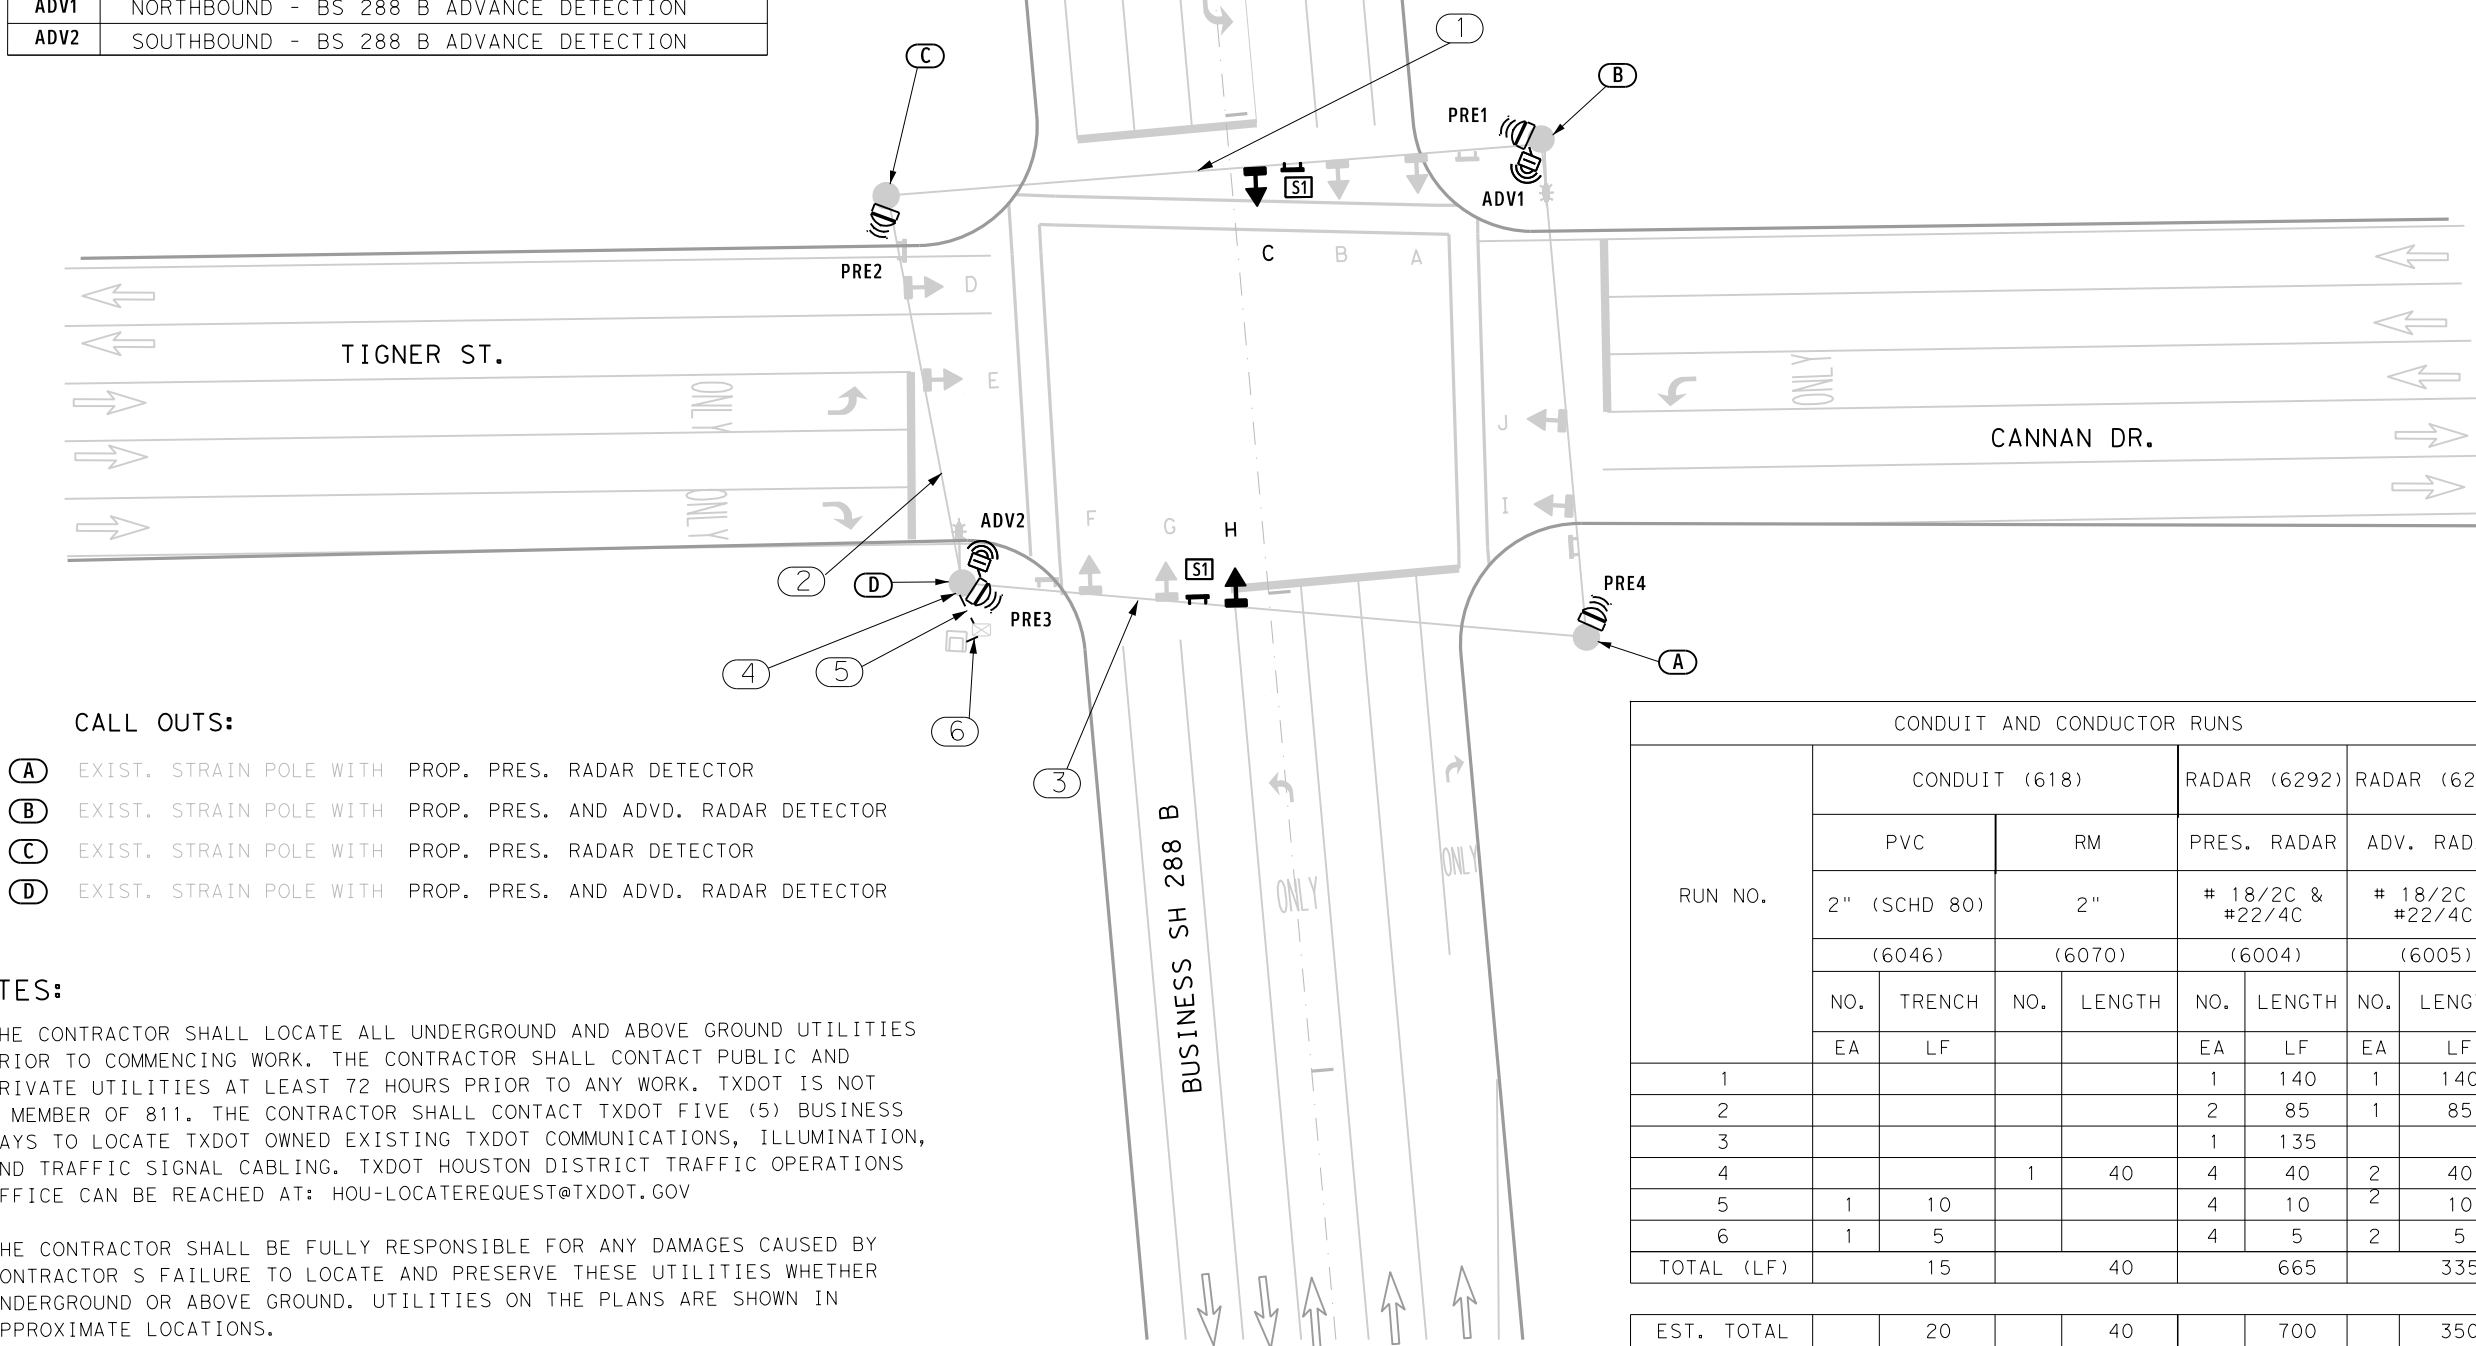 ADV1 NORTHBOUND - BS 288 B ADVANCE DETECTION
ADV2 SOUTHBOUND - BS 288 B ADVANCE DETECTION
1
C
B
PRE1
ADV1
S1
PRE2
C B A
D
TIGNER ST.
E
ONLY
ONLY
J
CANNAN DR.
ONLY
I
ADV2
F G H
S1
2
D
PRE3
PRE4
4
5
A
6
3
BUSINESS SH 288 B
ONLY
ONLY
CALL OUTS:
A EXIST. STRAIN POLE WITH PROP. PRES. RADAR DETECTOR
B EXIST. STRAIN POLE WITH PROP. PRES. AND ADVD. RADAR DETECTOR
C EXIST. STRAIN POLE WITH PROP. PRES. RADAR DETECTOR
D EXIST. STRAIN POLE WITH PROP. PRES. AND ADVD. RADAR DETECTOR
TES:
HE CONTRACTOR SHALL LOCATE ALL UNDERGROUND AND ABOVE GROUND UTILITIES
RIOR TO COMMENCING WORK. THE CONTRACTOR SHALL CONTACT PUBLIC AND
RIVATE UTILITIES AT LEAST 72 HOURS PRIOR TO ANY WORK. TXDOT IS NOT
MEMBER OF 811. THE CONTRACTOR SHALL CONTACT TXDOT FIVE (5) BUSINESS
AYS TO LOCATE TXDOT OWNED EXISTING TXDOT COMMUNICATIONS, ILLUMINATION,
ND TRAFFIC SIGNAL CABLING. TXDOT HOUSTON DISTRICT TRAFFIC OPERATIONS
FFICE CAN BE REACHED AT: HOU-LOCATEREQUEST@TXDOT.GOV
HE CONTRACTOR SHALL BE FULLY RESPONSIBLE FOR ANY DAMAGES CAUSED BY
ONTRACTOR S FAILURE TO LOCATE AND PRESERVE THESE UTILITIES WHETHER
NDERGROUND OR ABOVE GROUND. UTILITIES ON THE PLANS ARE SHOWN IN
PPROXIMATE LOCATIONS.
CONDUIT AND CONDUCTOR RUNS
CONDUIT (618) RADAR (6292) RADAR (62
PVC RM PRES. RADAR ADV. RAD
RUN NO.
2" (SCHD 80) 2" # 18/2C & #22/4C # 18/2C #22/4C
(6046) (6070) (6004) (6005)
NO. TRENCH NO. LENGTH NO. LENGTH NO. LENG
EA LF EA LF EA LF
1 1 140 1 140
2 2 85 1 85
3 1 135
4 1 40 4 40 2 40
5 1 10 4 10 2 10
6 1 5 4 5 2 5
TOTAL (LF) 15 40 665 335
EST. TOTAL 20 40 700 350